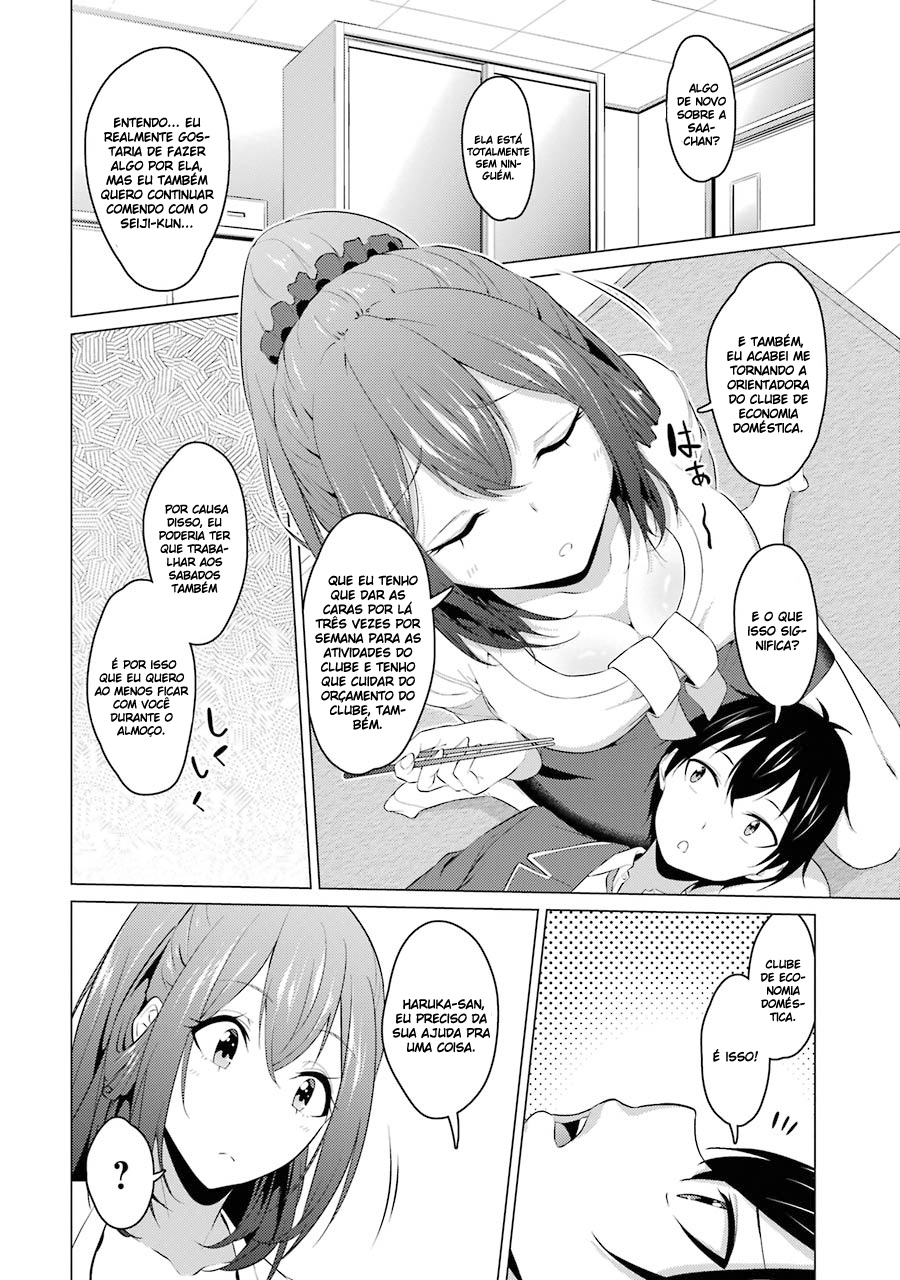 ALGO
DE NOVO
SOBRE A
SAA-
CHAN?
ELA ESTÁ
TOTALMENTE
SEM NIN-
GUÉM.
ENTENDO... EU
REALMENTE GOS-
TARIA DE FAZER
ALGO POR ELA,
MAS EU TAMBÉM
QUERO CONTINUAR
COMENDO COM O
SEIJI-KUN...
E TAMBÉM,
EU ACABEI ME
TORNANDO A
ORIENTADORA
DO CLUBE DE
ECONOMIA
DOMÉSTICA.
はぁ〜
E O QUE
ISSO SIG-
NIFICA?
QUE EU TENHO
QUE DAR AS
CARAS POR LÁ
TRÊS VEZES POR
SEMANA PARA AS
ATIVIDADES DO
CLUBE E TENHO
QUE CUIDAR DO
ORÇAMENTO DO
CLUBE, TAM-
BÉM.
POR CAUSA
DISSO, EU
PODERIA TER
QUE TRABA-
LHAR AOS
SABADOS
TAMBÉM
É POR ISSO
QUE EU QUERO
AO MENOS FICAR
COM VOCÊ
DURANTE O
ALMOÇO.
CLUBE
DE ECO-
NOMIA
DOMÉS-
TICA.
É ISSO!
HARUKA-SAN,
EU PRECISO DA
SUA AJUDA PRA
UMA COISA.
?